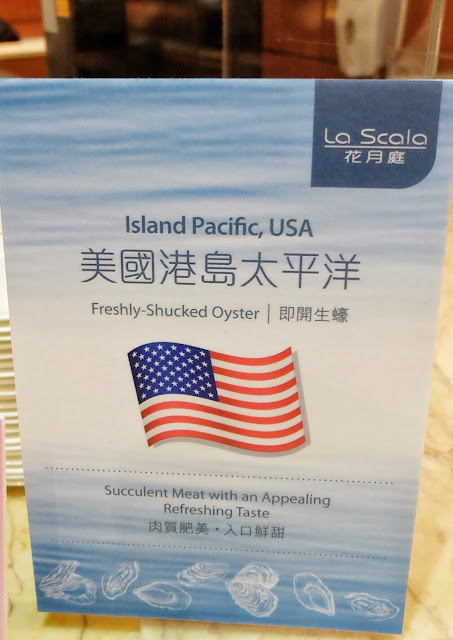 La Scala
花月庭
Island Pacific, USA
美國港島太平洋
Freshly-Shucked Oyster | 即開生蠔
Succulent Meat with an Appealing
Refreshing Taste
肉質肥美・入口鮮甜